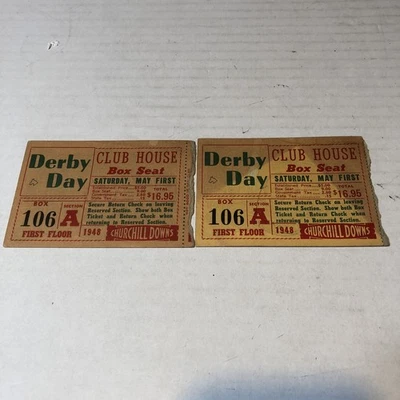 Derby
Day
CLUB HOUSE
Box Seat
SATURDAY, MAY FIRST
TOTAL
$16.95
BOX
106
SECTION
A
FIRST FLOOR
Secure Return Check on leaving
Reserved Section. Show both Box
Ticket and Return Check when
returning to Reserved Section.
1948
CHURCHILL DOWNS
Derby
Day
CLUB HOUSE
Box Seat
SATURDAY, MAY FIRST
TOTAL
$16.95
BOX
106
SECTION
A
FIRST FLOOR
Secure Return Check on leaving
Reserved Section. Show both Box
Ticket and Return Check when
returning to Reserved Section.
1948
CHURCHILL DOWNS